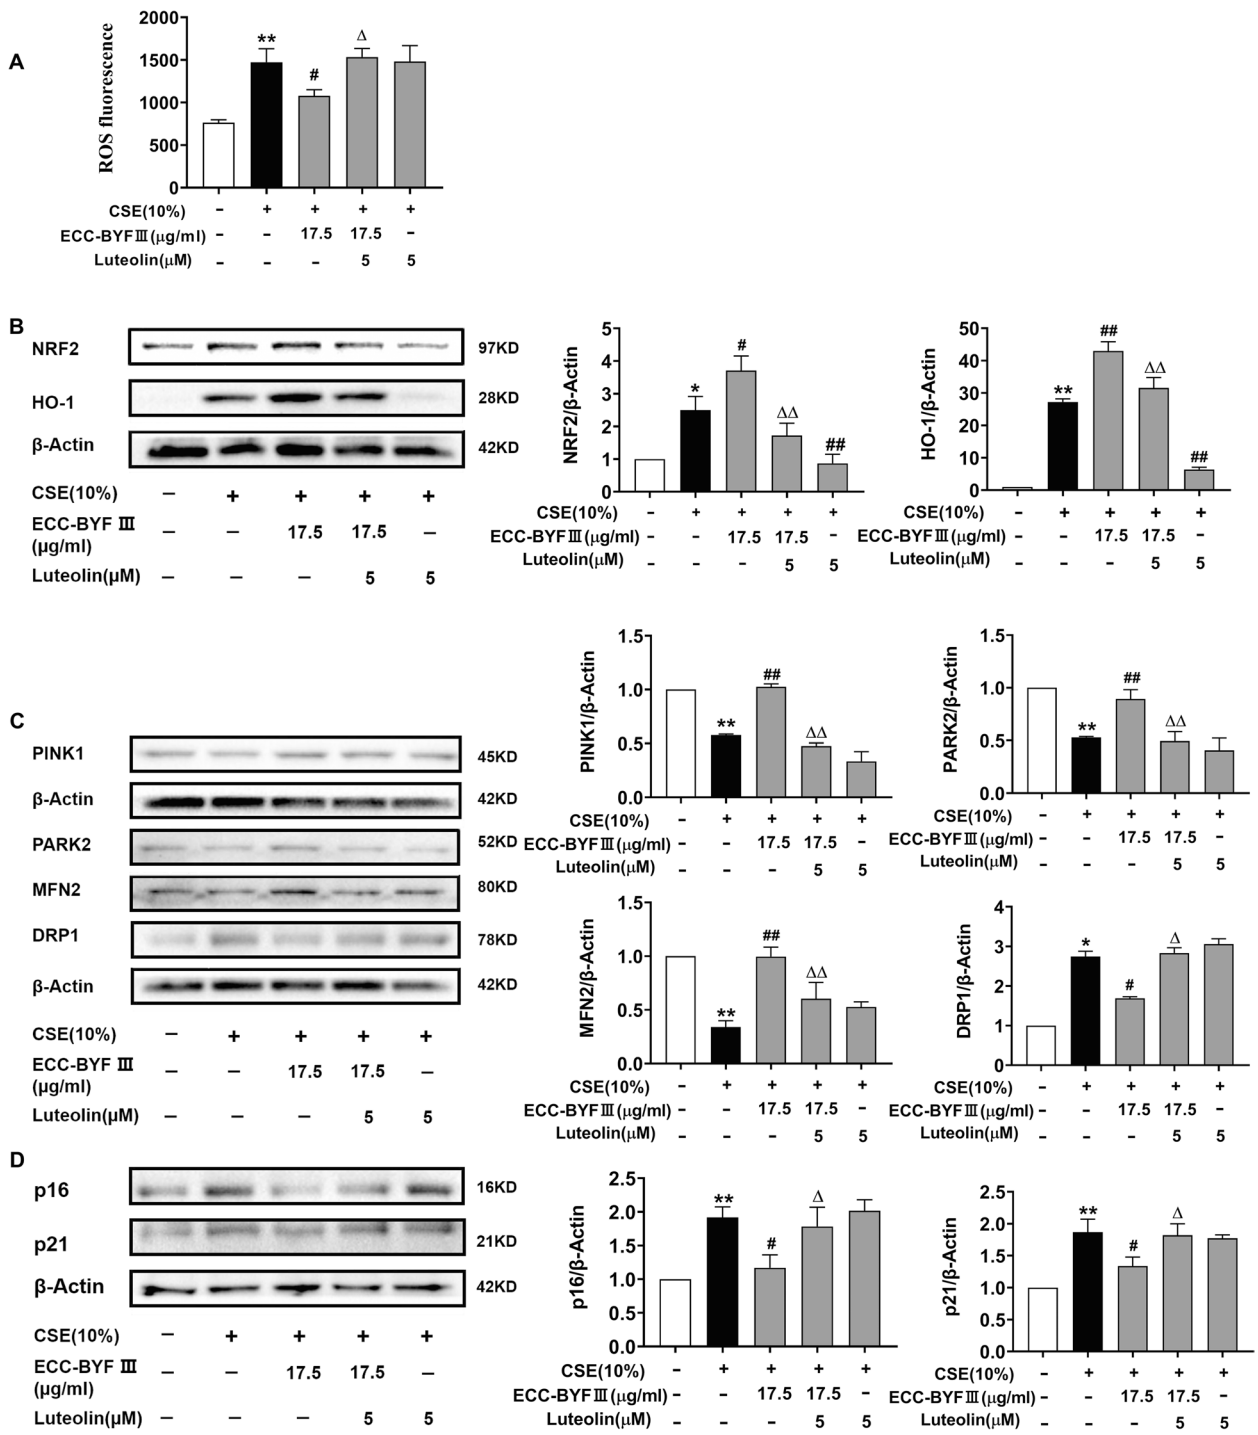 A
ROS fluorescence
2000
1500
1000
500
0
** # Δ
CSE(10%) − + + + +
ECC-BYFⅢ(μg/ml) − − 17.5 17.5 −
Luteolin(μM) − − − 5 5
B
NRF2 97KD
HO-1 28KD
β-Actin 42KD
CSE(10%) − + + + +
ECC-BYF Ⅲ
(μg/ml) − − 17.5 17.5 −
Luteolin(μM) − − − 5 5
NRF2/β-Actin
5
4
3
2
1
0
* # ΔΔ ##
CSE(10%) − + + + +
ECC-BYFⅢ(μg/ml) − − 17.5 17.5 −
Luteolin(μM) − − − 5 5
HO-1/β-Actin
50
40
30
20
10
0
** ## ΔΔ ##
CSE(10%) − + + + +
ECC-BYFⅢ(μg/ml) − − 17.5 17.5 −
Luteolin(μM) − − − 5 5
C
PINK1 45KD
β-Actin 42KD
PARK2 52KD
MFN2 80KD
DRP1 78KD
β-Actin 42KD
CSE(10%) − + + + +
ECC-BYF Ⅲ
(μg/ml) − − 17.5 17.5 −
Luteolin(μM) − − − 5 5
PINK1/β-Actin
1.5
1.0
0.5
0.0
** ## ΔΔ
CSE(10%) − + + + +
ECC-BYFⅢ(μg/ml) − − 17.5 17.5 −
Luteolin(μM) − − − 5 5
PARK2/β-Actin
1.5
1.0
0.5
0.0
** ## ΔΔ
CSE(10%) − + + + +
ECC-BYFⅢ(μg/ml) − − 17.5 17.5 −
Luteolin(μM) − − − 5 5
MFN2/β-Actin
1.5
1.0
0.5
0.0
** ## ΔΔ
CSE(10%) − + + + +
ECC-BYFⅢ(μg/ml) − − 17.5 17.5 −
Luteolin(μM) − − − 5 5
DRP1/β-Actin
4
3
2
1
0
* # Δ
CSE(10%) − + + + +
ECC-BYFⅢ(μg/ml) − − 17.5 17.5 −
Luteolin(μM) − − − 5 5
D
p16 16KD
p21 21KD
β-Actin 42KD
CSE(10%) − + + + +
ECC-BYF Ⅲ
(μg/ml) − − 17.5 17.5 −
Luteolin(μM) − − − 5 5
p16/β-Actin
2.5
2.0
1.5
1.0
0.5
0.0
** # Δ
CSE(10%) − + + + +
ECC-BYFⅢ(μg/ml) − − 17.5 17.5 −
Luteolin(μM) − − − 5 5
p21/β-Actin
2.5
2.0
1.5
1.0
0.5
0.0
** # Δ
CSE(10%) − + + + +
ECC-BYFⅢ(μg/ml) − − 17.5 17.5 −
Luteolin(μM) − − − 5 5